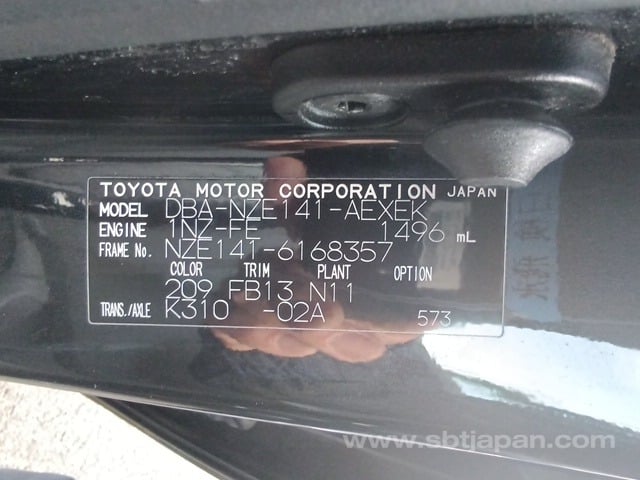 TOYOTA MOTOR CORPORATION JAPAN
MODEL DBA-NZE141-AEXEK
ENGINE 1NZ-FE 1496 mL
FRAME No. NZE141-6168357
COLOR TRIM PLANT OPTION
209 FB13 N11
TRANS./AXLE K310 -02A 573
www.sbtjapan.com